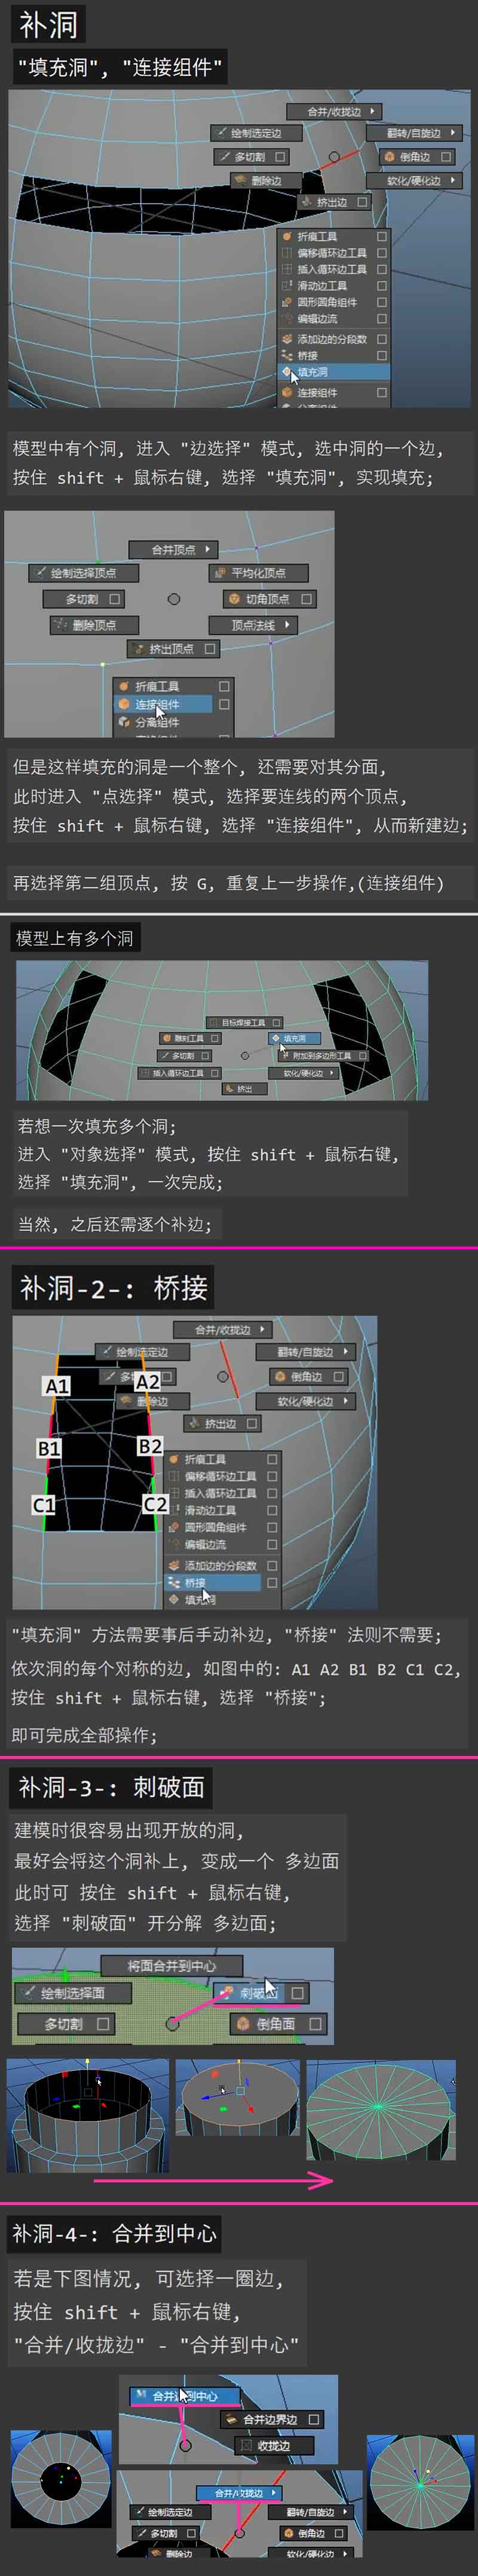 补洞
"填充洞", "连接组件"
合并/收拢边
绘制选定边
翻转/自旋边
多切割
倒角边
删除边
软化/硬化边
挤出边
折痕工具
偏移循环边工具
插入循环边工具
滑动边工具
圆形圆角组件
编辑边流
添加边的分段数
桥接
填充洞
连接组件
模型中有个洞, 进入 "边选择" 模式, 选中洞的一个边,
按住 shift + 鼠标右键, 选择 "填充洞", 实现填充;
合并顶点
绘制选择顶点
平均化顶点
多切割
切角顶点
删除顶点
顶点法线
挤出顶点
折痕工具
连接组件
分离组件
但是这样填充的洞是一个整个, 还需要对其分面,
此时进入 "点选择" 模式, 选择要连线的两个顶点,
按住 shift + 鼠标右键, 选择 "连接组件", 从而新建边;
再选择第二组顶点, 按 G, 重复上一步操作,(连接组件)
模型上有多个洞
目标焊接工具
雕刻工具
填充洞
多切割
附加到多边形工具
插入循环边工具
软化/硬化边
挤出
若想一次填充多个洞;
进入 "对象选择" 模式, 按住 shift + 鼠标右键,
选择 "填充洞", 一次完成;
当然, 之后还需逐个补边;
补洞-2-: 桥接
合并/收拢边
绘制选定边
翻转/自旋边
A1
A2
倒角边
删除边
软化/硬化边
挤出边
B1
B2
C1
C2
折痕工具
偏移循环边工具
插入循环边工具
滑动边工具
圆形圆角组件
编辑边流
添加边的分段数
桥接
填充洞
"填充洞" 方法需要事后手动补边, "桥接" 法则不需要;
依次洞的每个对称的边, 如图中的: A1 A2 B1 B2 C1 C2,
按住 shift + 鼠标右键, 选择 "桥接";
即可完成全部操作;
补洞-3-: 刺破面
建模时很容易出现开放的洞,
最好会将这个洞补上, 变成一个 多边面
此时可 按住 shift + 鼠标右键,
选择 "刺破面" 开分解 多边面;
将面合并到中心
绘制选择面
刺破面
多切割
倒角面
补洞-4-: 合并到中心
若是下图情况, 可选择一圈边,
按住 shift + 鼠标右键,
"合并/收拢边" - "合并到中心"
合并边到中心
合并边界边
收拢边
合并/收拢边
绘制选定边
翻转/自旋边
多切割
倒角边
删除边
软化/硬化边